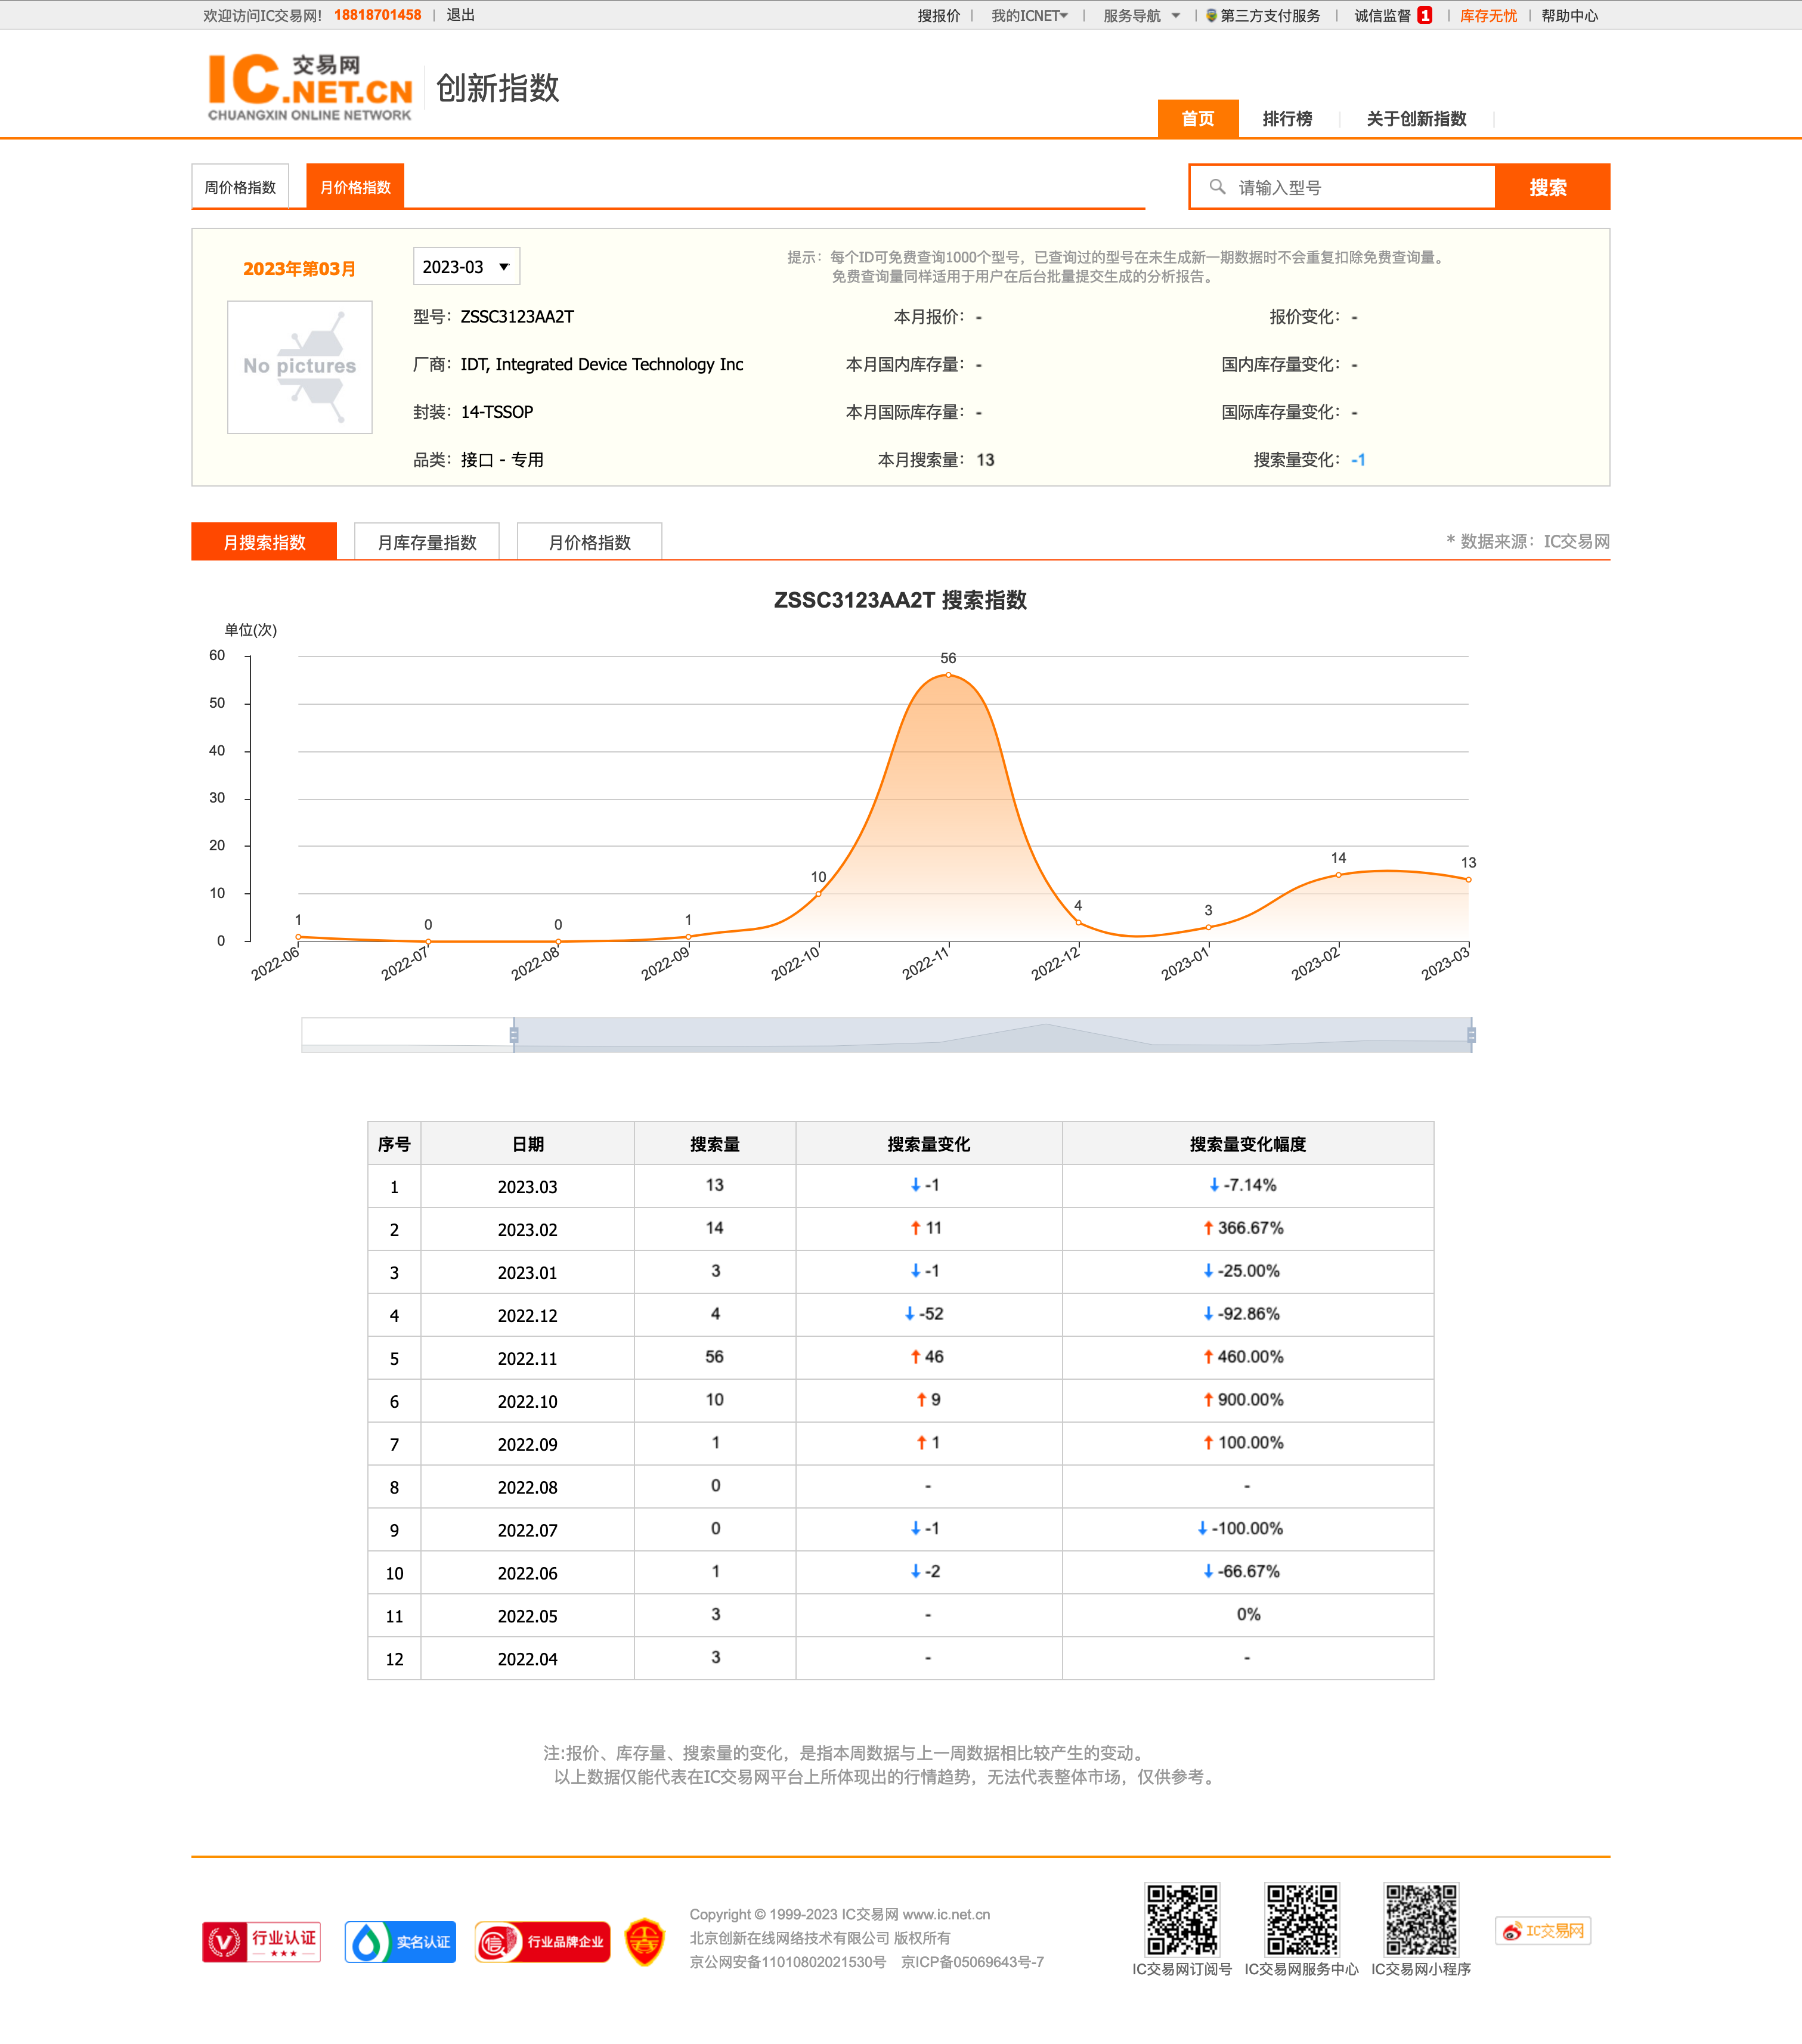 欢迎访问IC交易网! 18818701458 | 退出 搜报价 | 我的ICNET | 服务导航 | 第三方支付服务 | 诚信监督 1 | 库存无忧 | 帮助中心
IC交易网
.NET.CN
CHUANGXIN ONLINE NETWORK
创新指数
首页 排行榜 关于创新指数
周价格指数 月价格指数 请输入型号 搜索
2023年第03月 2023-03 提示：每个ID可免费查询1000个型号，已查询过的型号在未生成新一期数据时不会重复扣除免费查询量。
免费查询量同样适用于用户在后台批量提交生成的分析报告。
No pictures
型号：ZSSC3123AA2T 本月报价：- 报价变化：-
厂商：IDT, Integrated Device Technology Inc 本月国内库存量：- 国内库存量变化：-
封装：14-TSSOP 本月国际库存量：- 国际库存量变化：-
品类：接口 - 专用 本月搜索量：13 搜索量变化：-1
月搜索指数 月库存量指数 月价格指数 * 数据来源：IC交易网
ZSSC3123AA2T 搜索指数
单位(次)
60
50
40
30
20
10
0
1 0 0 1 10 56 4 3 14 13
2022-06 2022-07 2022-08 2022-09 2022-10 2022-11 2022-12 2023-01 2023-02 2023-03
序号 日期 搜索量 搜索量变化 搜索量变化幅度
1 2023.03 13 ↓ -1 ↓ -7.14%
2 2023.02 14 ↑ 11 ↑ 366.67%
3 2023.01 3 ↓ -1 ↓ -25.00%
4 2022.12 4 ↓ -52 ↓ -92.86%
5 2022.11 56 ↑ 46 ↑ 460.00%
6 2022.10 10 ↑ 9 ↑ 900.00%
7 2022.09 1 ↑ 1 ↑ 100.00%
8 2022.08 0 - -
9 2022.07 0 ↓ -1 ↓ -100.00%
10 2022.06 1 ↓ -2 ↓ -66.67%
11 2022.05 3 - 0%
12 2022.04 3 - -
注:报价、库存量、搜索量的变化，是指本周数据与上一周数据相比较产生的变动。
以上数据仅能代表在IC交易网平台上所体现出的行情趋势，无法代表整体市场，仅供参考。
行业认证
实名认证
信 行业品牌企业
Copyright © 1999-2023 IC交易网 www.ic.net.cn
北京创新在线网络技术有限公司 版权所有
京公网安备11010802021530号 京ICP备05069643号-7
IC交易网订阅号 IC交易网服务中心 IC交易网小程序
IC交易网